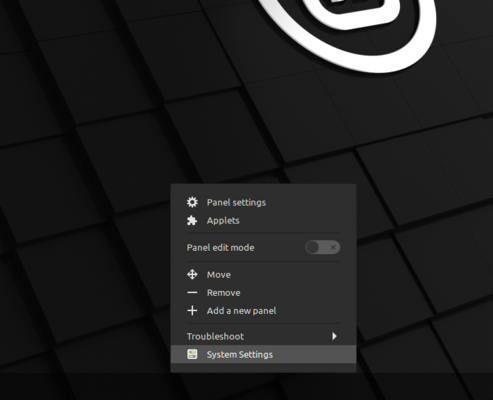 Panel settings
Applets
Panel edit mode
Move
Remove
Add a new panel
Troubleshoot
System Settings